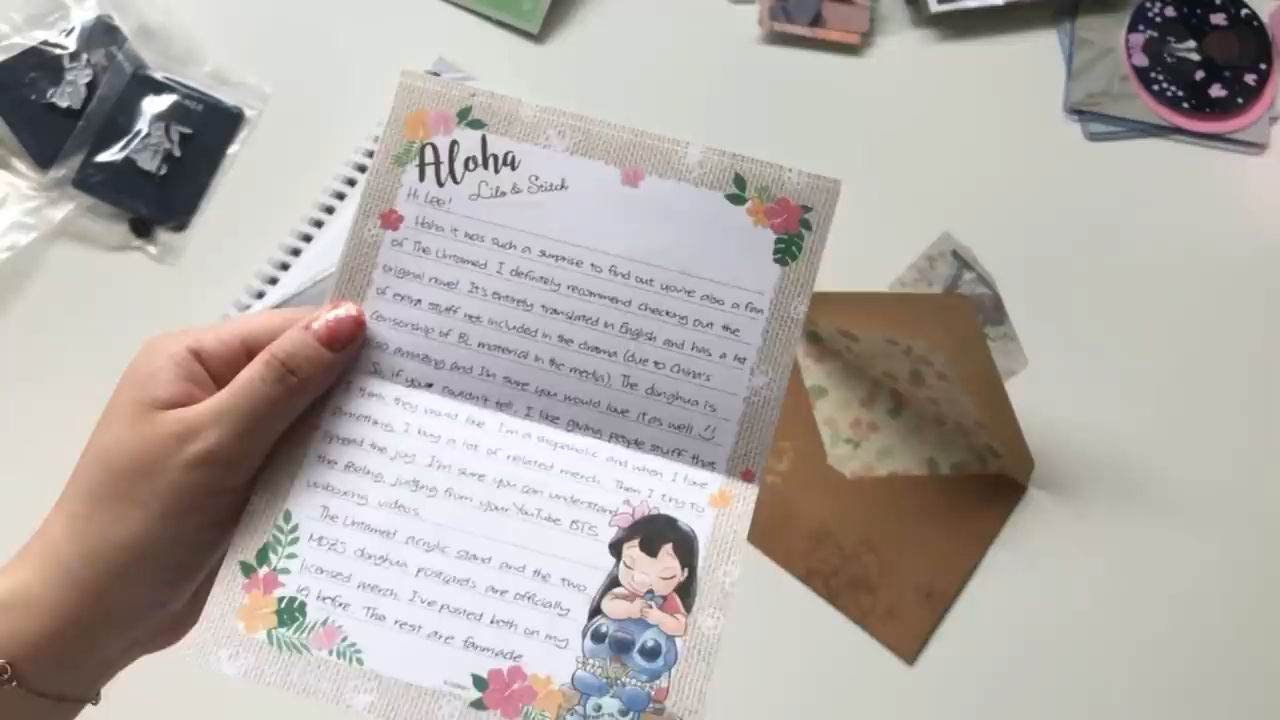 Aloha
Lilo & Stitch
Hi Lee!
Haha it was such a surprise to find out you're also a fan
of The Untamed. I definitely recommend checking out the
original novel. It's entirely translated in English and has a lot
of extra stuff not included in the drama (due to China's
censorship of BL material in the media). The donghua is
so amazing and I'm sure you would love it as well
So, if you couldn't tell, I like giving people stuff that
I think they would like. I'm a shopaholic and when I love
something, I buy a lot of related merch. Then I try to
spread the joy. I'm sure you can understand
the feeling, judging from your YouTube BTS
unboxing videos.
The Untamed acrylic stand and the two
MDZS donghua postcards are officially
licensed merch. I've posted both on my
IG before. The rest are fanmade